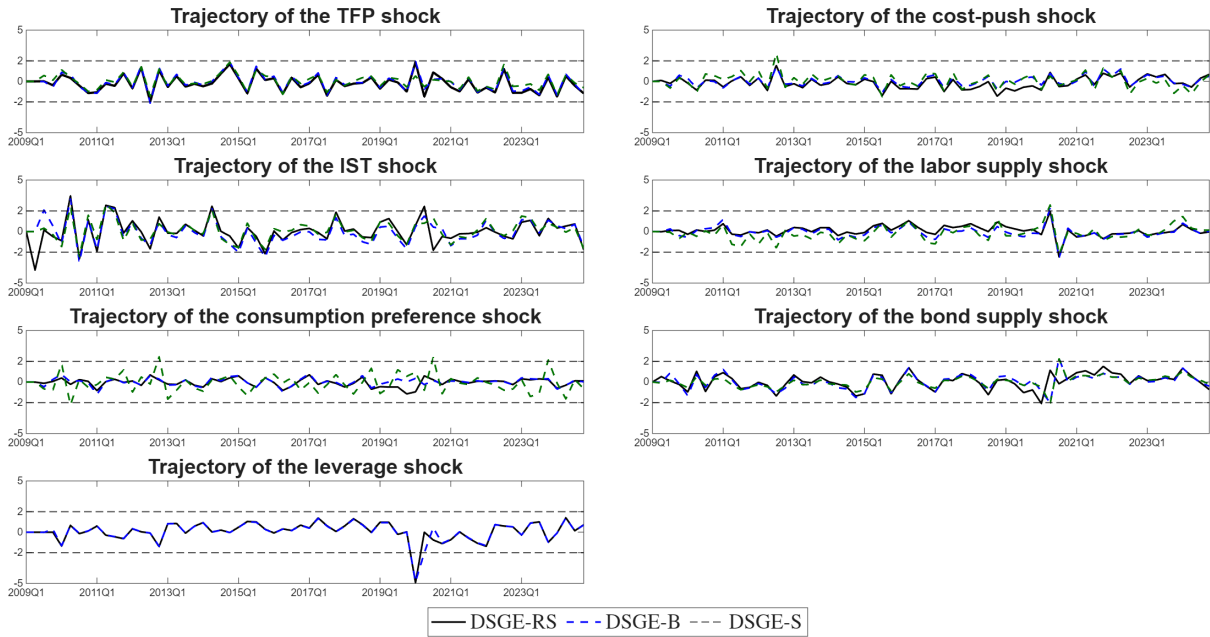 Trajectory of the TFP shock
5
2
0
-2
-5
2009Q1 2011Q1 2013Q1 2015Q1 2017Q1 2019Q1 2021Q1 2023Q1
Trajectory of the cost-push shock
5
2
0
-2
-5
2009Q1 2011Q1 2013Q1 2015Q1 2017Q1 2019Q1 2021Q1 2023Q1
Trajectory of the IST shock
5
2
0
-2
-5
2009Q1 2011Q1 2013Q1 2015Q1 2017Q1 2019Q1 2021Q1 2023Q1
Trajectory of the labor supply shock
5
2
0
-2
-5
2009Q1 2011Q1 2013Q1 2015Q1 2017Q1 2019Q1 2021Q1 2023Q1
Trajectory of the consumption preference shock
5
2
0
-2
-5
2009Q1 2011Q1 2013Q1 2015Q1 2017Q1 2019Q1 2021Q1 2023Q1
Trajectory of the bond supply shock
5
2
0
-2
-5
2009Q1 2011Q1 2013Q1 2015Q1 2017Q1 2019Q1 2021Q1 2023Q1
Trajectory of the leverage shock
5
2
0
-2
-5
2009Q1 2011Q1 2013Q1 2015Q1 2017Q1 2019Q1 2021Q1 2023Q1
DSGE-RS DSGE-B DSGE-S